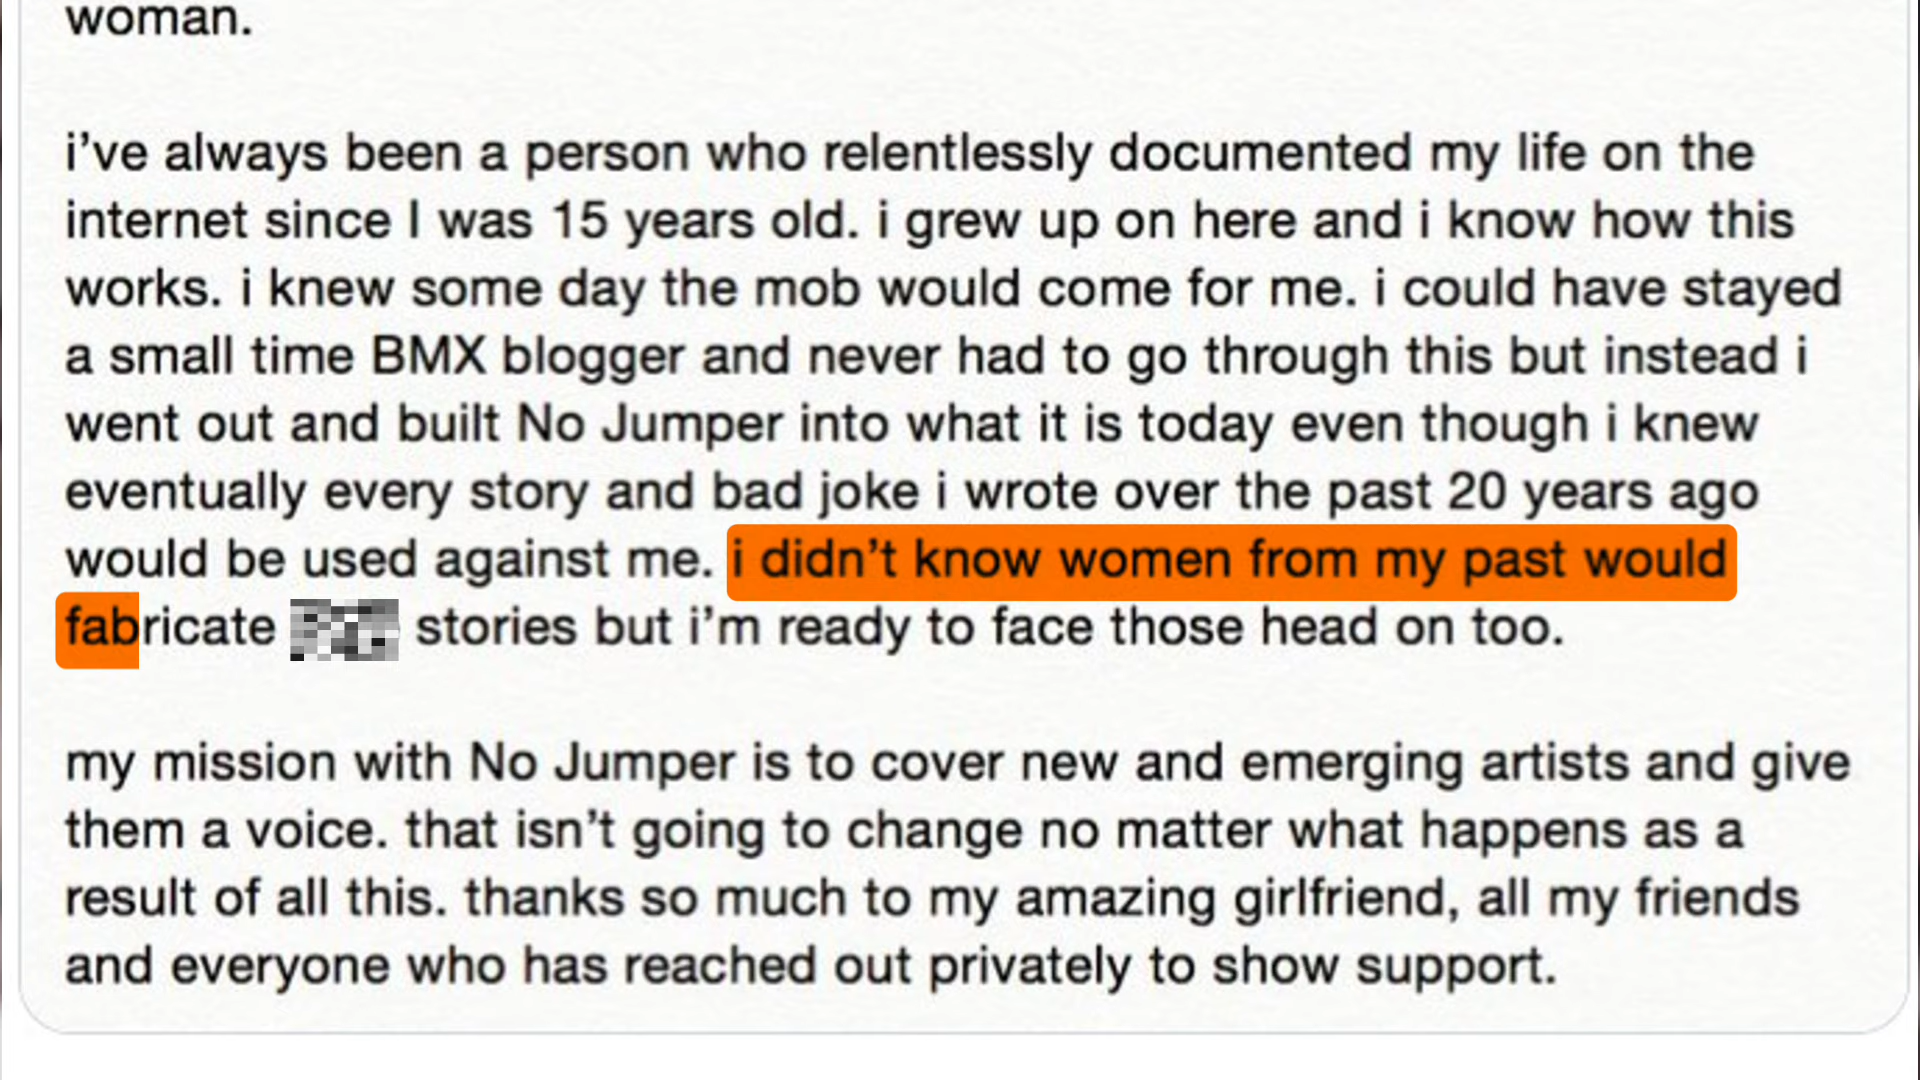 woman.
i've always been a person who relentlessly documented my life on the
internet since I was 15 years old. i grew up on here and i know how this
works. i knew some day the mob would come for me. i could have stayed
a small time BMX blogger and never had to go through this but instead i
went out and built No Jumper into what it is today even though i knew
eventually every story and bad joke i wrote over the past 20 years ago
would be used against me. i didn't know women from my past would
fabricate stories but i'm ready to face those head on too.
my mission with No Jumper is to cover new and emerging artists and give
them a voice. that isn't going to change no matter what happens as a
result of all this. thanks so much to my amazing girlfriend, all my friends
and everyone who has reached out privately to show support.